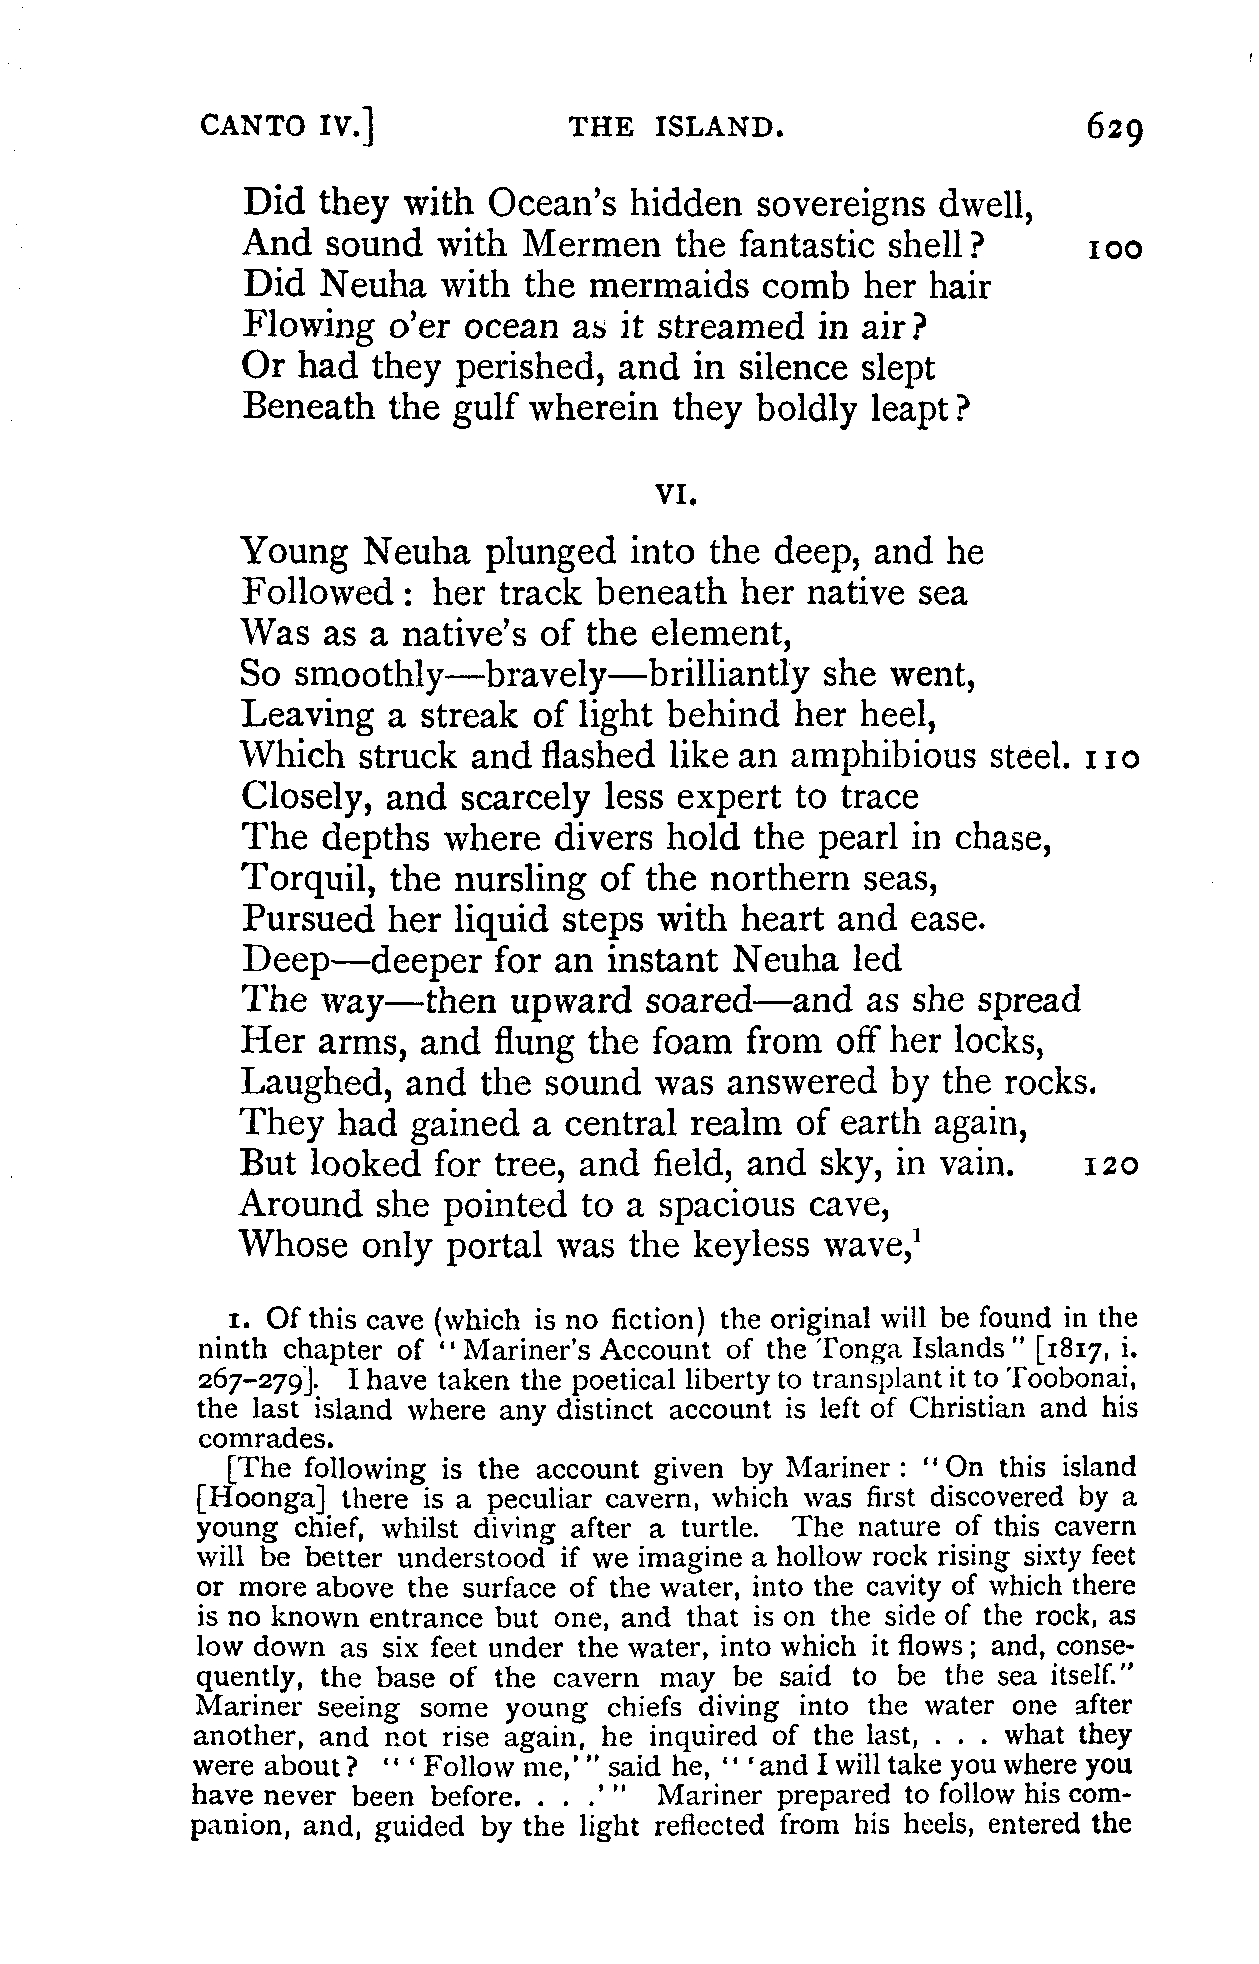 CANTO IV.] THE ISLAND. 629
Did they with Ocean's hidden sovereigns dwell,
And sound with Mermen the fantastic shell? 100
Did Neuha with the mermaids comb her hair
Flowing o'er ocean as it streamed in air?
Or had they perished, and in silence slept
Beneath the gulf wherein they boldly leapt?
VI.
Young Neuha plunged into the deep, and he
Followed: her track beneath her native sea
Was as a native's of the element,
So smoothly—bravely—brilliantly she went,
Leaving a streak of light behind her heel,
Which struck and flashed like an amphibious steel. 110
Closely, and scarcely less expert to trace
The depths where divers hold the pearl in chase,
Torquil, the nursling of the northern seas,
Pursued her liquid steps with heart and ease.
Deep—deeper for an instant Neuha led
The way—then upward soared—and as she spread
Her arms, and flung the foam from off her locks,
Laughed, and the sound was answered by the rocks.
They had gained a central realm of earth again,
But looked for tree, and field, and sky, in vain. 120
Around she pointed to a spacious cave,
Whose only portal was the keyless wave,¹
1. Of this cave (which is no fiction) the original will be found in the
ninth chapter of "Mariner's Account of the Tonga Islands" [1817, i.
267-279]. I have taken the poetical liberty to transplant it to Toobonai,
the last island where any distinct account is left of Christian and his
comrades.
[The following is the account given by Mariner: "On this island
[Hoonga] there is a peculiar cavern, which was first discovered by a
young chief, whilst diving after a turtle. The nature of this cavern
will be better understood if we imagine a hollow rock rising sixty feet
or more above the surface of the water, into the cavity of which there
is no known entrance but one, and that is on the side of the rock, as
low down as six feet under the water, into which it flows; and, conse-
quently, the base of the cavern may be said to be the sea itself."
Mariner seeing some young chiefs diving into the water one after
another, and not rise again, he inquired of the last, . . . what they
were about? "'Follow me,'" said he, "'and I will take you where you
have never been before. . . .'" Mariner prepared to follow his com-
panion, and, guided by the light reflected from his heels, entered the